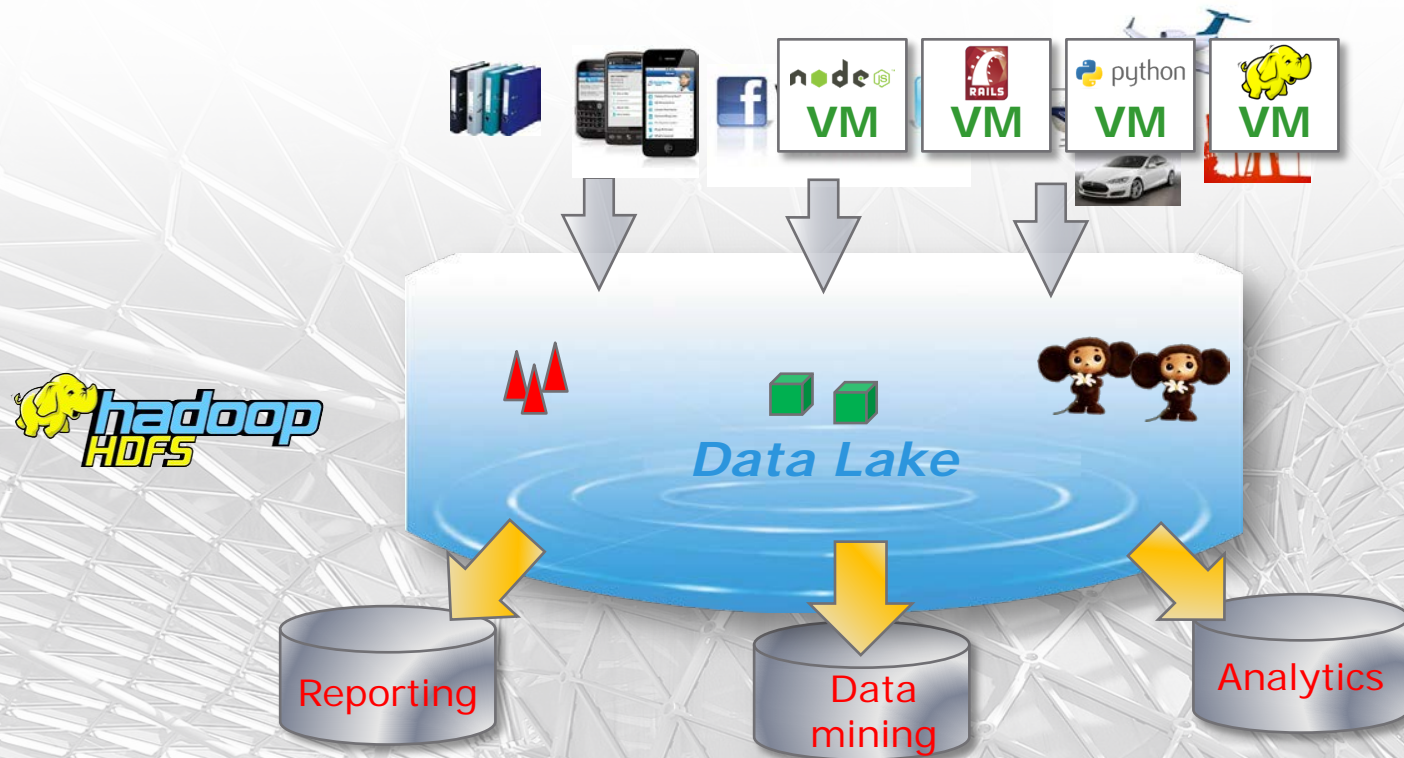 node JS
VM
RAILS
VM
python
VM
VM
hadoop
HDFS
Data Lake
Reporting
Data
mining
Analytics